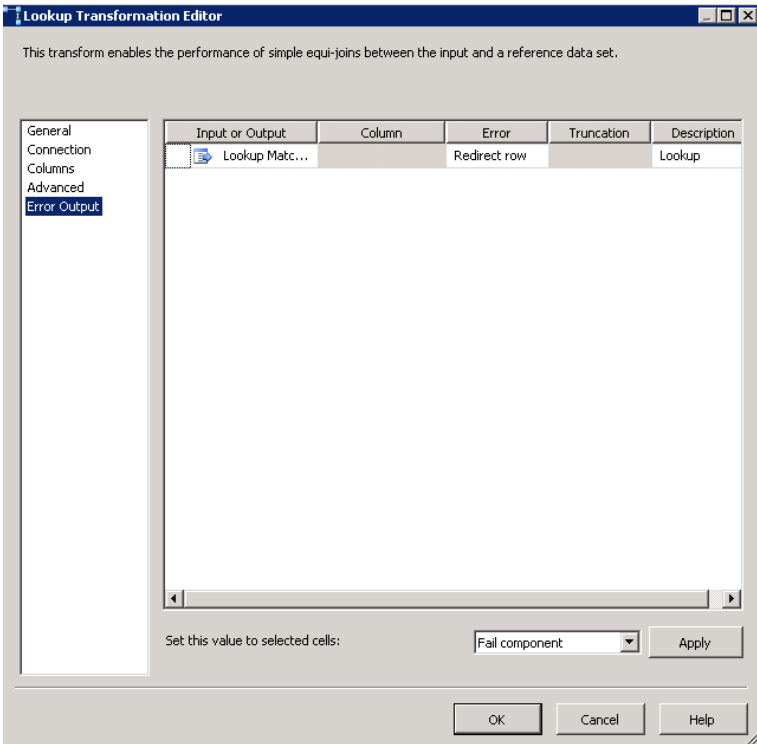 Lookup Transformation Editor
This transform enables the performance of simple equi-joins between the input and a reference data set.
General
Connection
Columns
Advanced
Error Output
Input or Output Column Error Truncation Description
Lookup Matc... Redirect row Lookup
Set this value to selected cells: Fail component Apply
OK Cancel Help